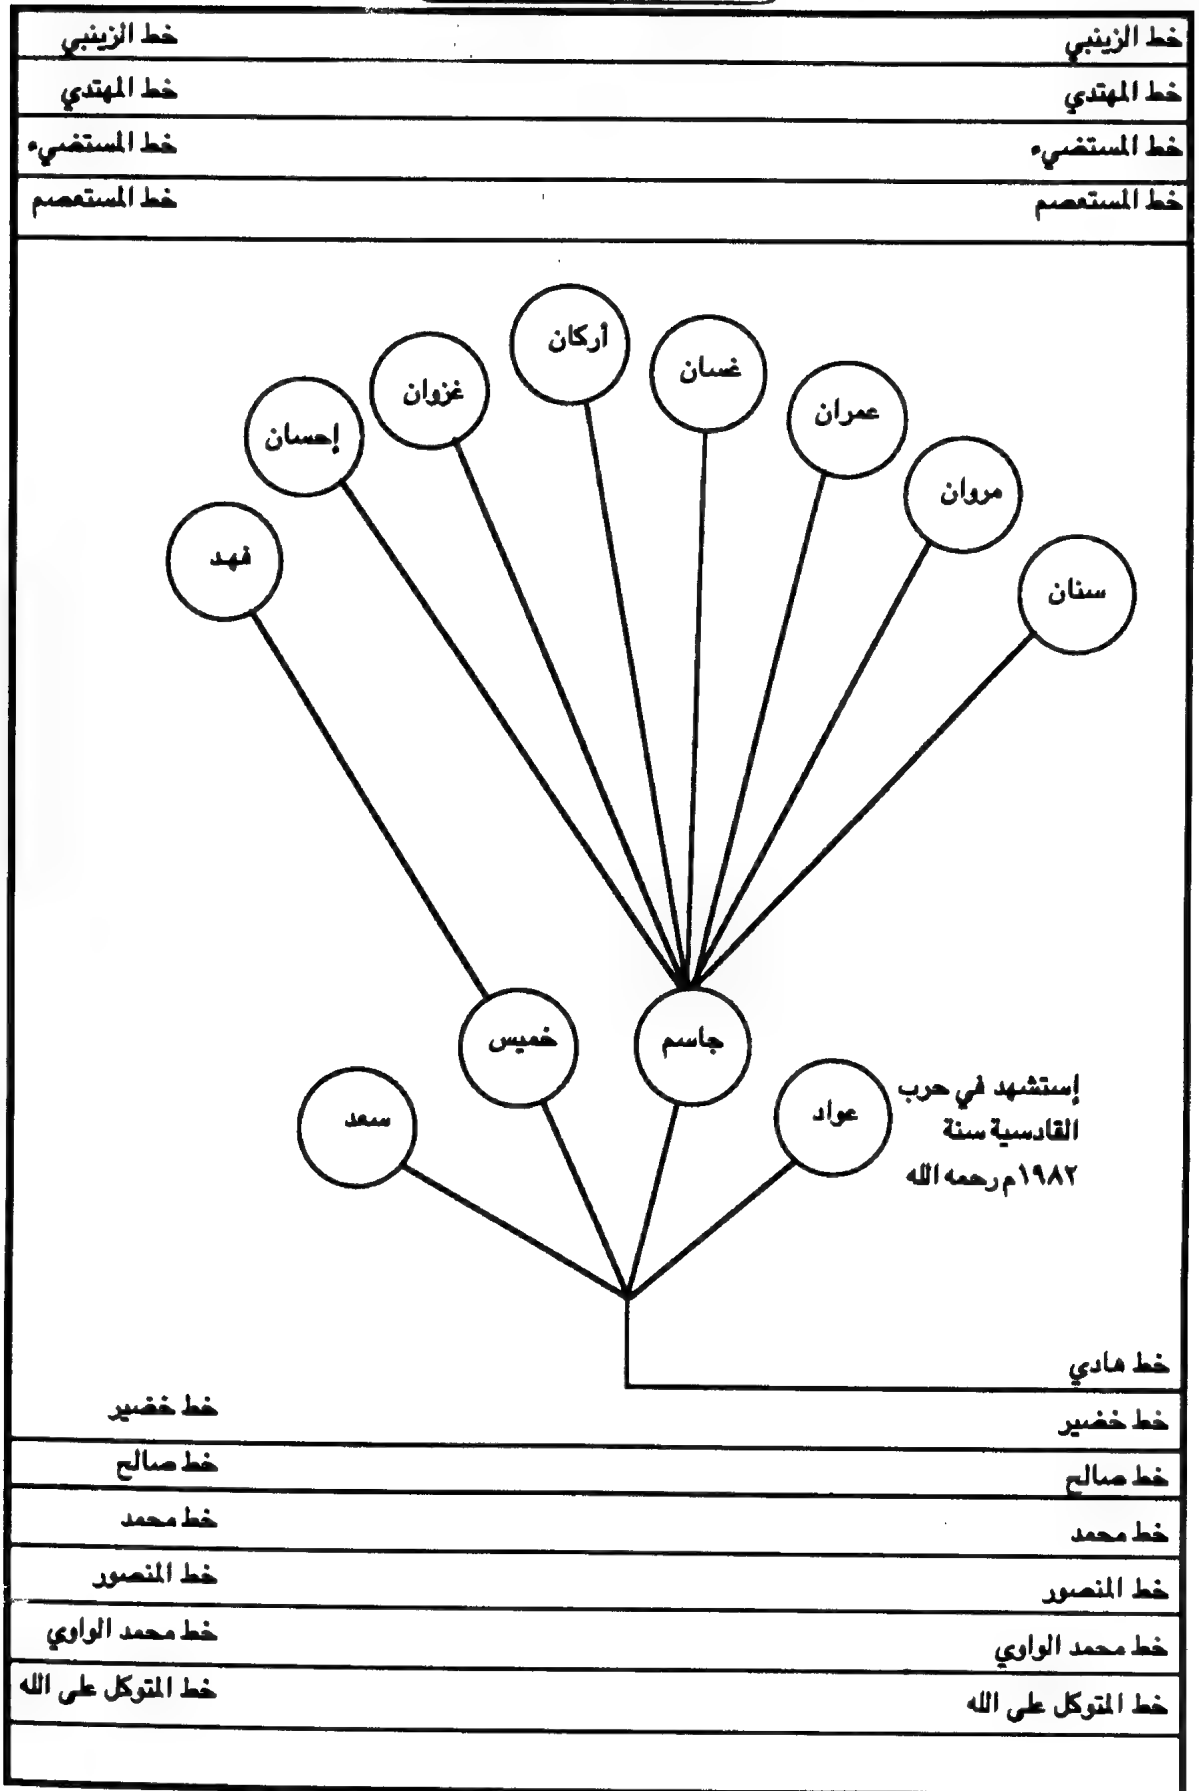 خط الزينبي خط الزينبي
خط المهتدي خط المهتدي
خط المستضيء خط المستضيء
خط المستعصم خط المستعصم
أركان
غسان
غزوان
عمران
إحسان
مروان
فهد
سنان
خميس
جاسم
سعد
عواد
إستشهد في حرب
القادسية سنة
١٩٨٢م رحمه الله
خط هادي
خط خضير خط خضير
خط صالح خط صالح
خط محمد خط محمد
خط المنصور خط المنصور
خط محمد الواوي خط محمد الواوي
خط المتوكل على الله خط المتوكل على الله